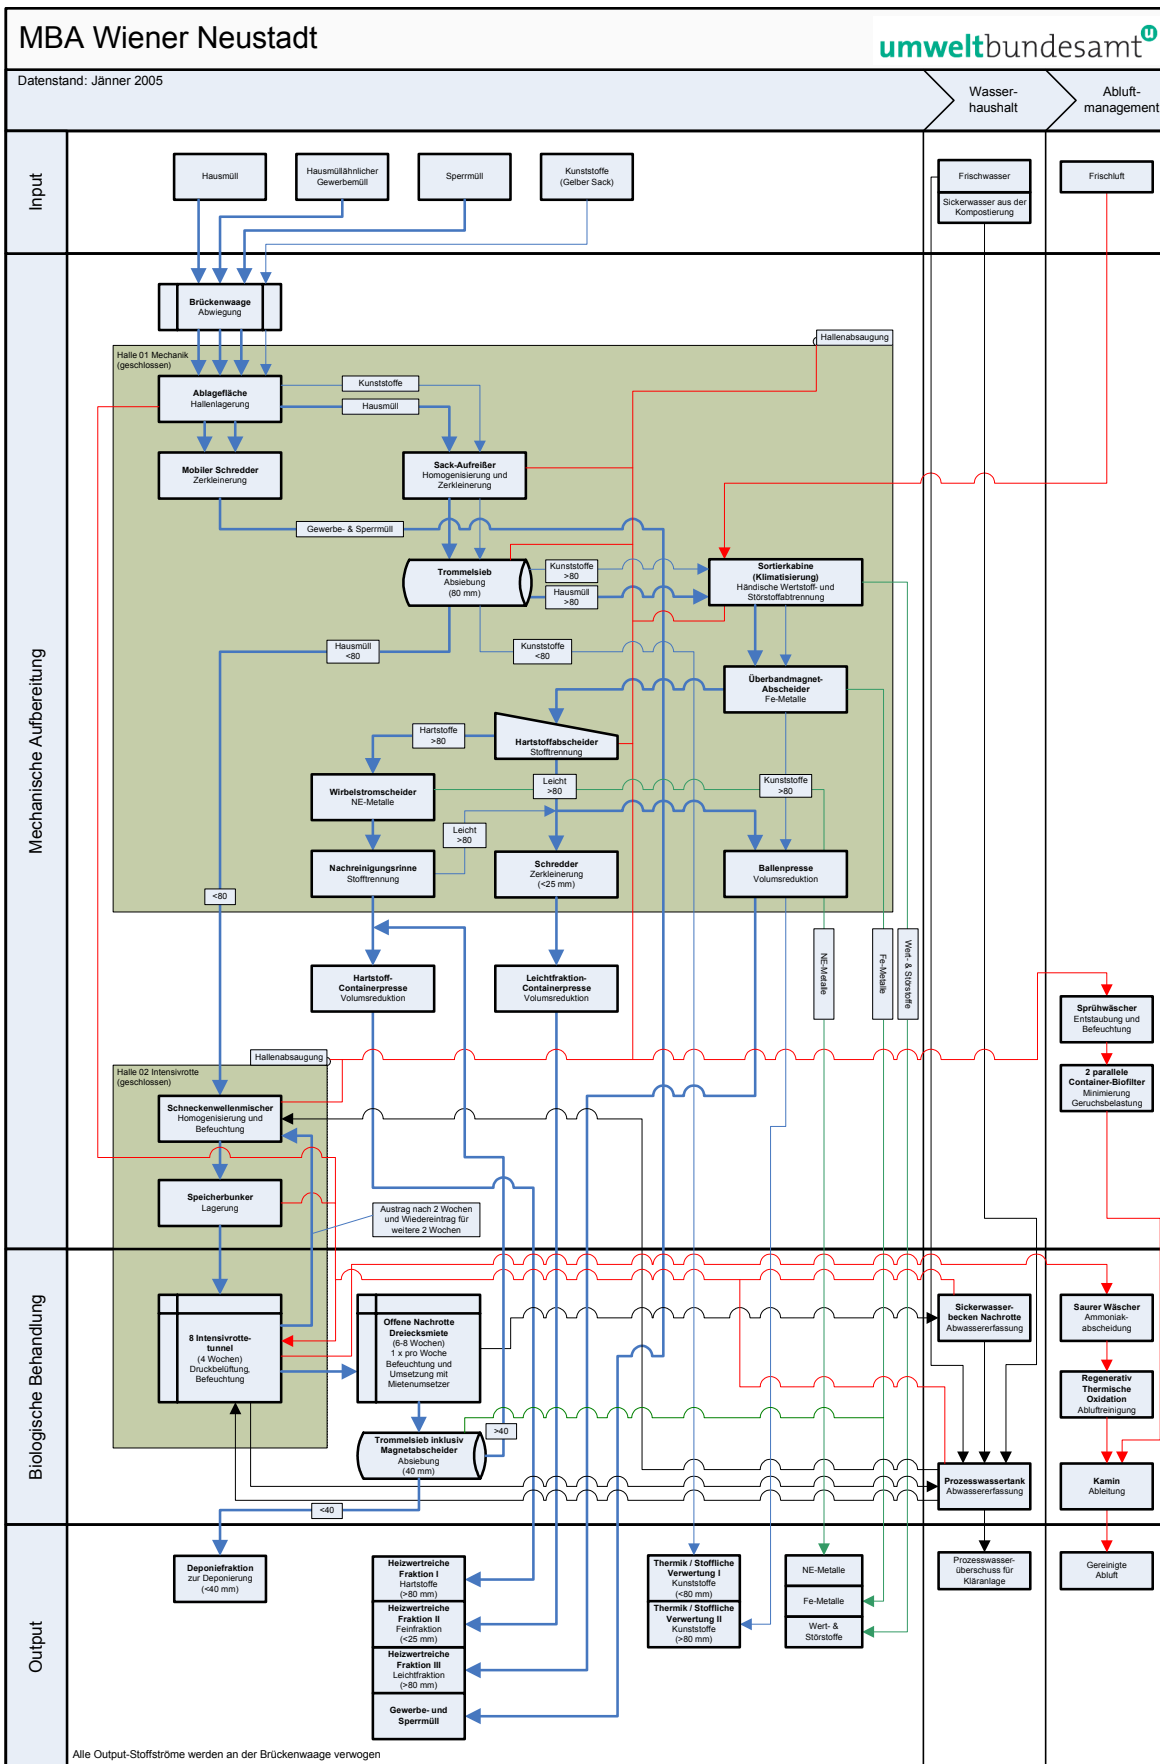 MBA Wiener Neustadt
umweltbundesamt
u
Datenstand: Jänner 2005
Wasser-
haushalt
Abluft-
management
Input
Hausmüll
Hausmüllähnlicher
Gewerbemüll
Sperrmüll
Kunststoffe
(Gelber Sack)
Frischwasser
Sickerwasser aus der
Kompostierung
Frischluft
Mechanische Aufbereitung
Brückenwaage
Abwiegung
Hallenabsaugung
Halle 01 Mechanik
(geschlossen)
Ablagefläche
Hallenlagerung
Kunststoffe
Hausmüll
Mobiler Schredder
Zerkleinerung
Sack-Aufreißer
Homogenisierung und
Zerkleinerung
Gewerbe- & Sperrmüll
Trommelsieb
Absiebung
(80 mm)
Kunststoffe
>80
Hausmüll
>80
Sortierkabine
(Klimatisierung)
Händische Wertstoff- und
Störstoffabtrennung
Hausmüll
<80
Kunststoffe
<80
Überbandmagnet-
Abscheider
Fe-Metalle
Hartstoffe
>80
Hartstoffabscheider
Stofftrennung
Wirbelstromscheider
NE-Metalle
Leicht
>80
Kunststoffe
>80
Leicht
>80
Nachreinigungsrinne
Stofftrennung
Schredder
Zerkleinerung
(<25 mm)
Ballenpresse
Volumsreduktion
<80
NE-Metalle
Fe-Metalle
Wert- & Störstoffe
Hartstoff-
Containerpresse
Volumsreduktion
Leichtfraktion-
Containerpresse
Volumsreduktion
Sprühwäscher
Entstaubung und
Befeuchtung
Hallenabsaugung
Halle 02 Intensivrotte
(geschlossen)
2 parallele
Container-Biofilter
Minimierung
Geruchsbelastung
Schneckenwellenmischer
Homogenisierung und
Befeuchtung
Speicherbunker
Lagerung
Austrag nach 2 Wochen
und Wiedereintrag für
weitere 2 Wochen
Biologische Behandlung
8 Intensivrotte-
tunnel
(4 Wochen)
Druckbelüftung,
Befeuchtung
Offene Nachrotte
Dreiecksmiete
(6-8 Wochen)
1 x pro Woche
Befeuchtung und
Umsetzung mit
Mietenumsetzer
Sickerwasser-
becken Nachrotte
Abwassererfassung
Saurer Wäscher
Ammoniak-
abscheidung
Regenerativ
Thermische
Oxidation
Abluftreinigung
>40
Trommelsieb inklusiv
Magnetabscheider
Absiebung
(40 mm)
Prozesswassertank
Abwassererfassung
Kamin
Ableitung
<40
Output
Deponiefraktion
zur Deponierung
(<40 mm)
Heizwertreiche
Fraktion I
Hartstoffe
(>80 mm)
Heizwertreiche
Fraktion II
Feinfraktion
(<25 mm)
Heizwertreiche
Fraktion III
Leichtfraktion
(>80 mm)
Gewerbe- und
Sperrmüll
Thermik / Stoffliche
Verwertung I
Kunststoffe
(<80 mm)
Thermik / Stoffliche
Verwertung II
Kunststoffe
(>80 mm)
NE-Metalle
Fe-Metalle
Wert- &
Störstoffe
Prozesswasser-
überschuss für
Kläranlage
Gereinigte
Abluft
Alle Output-Stoffströme werden an der Brückenwaage verwogen